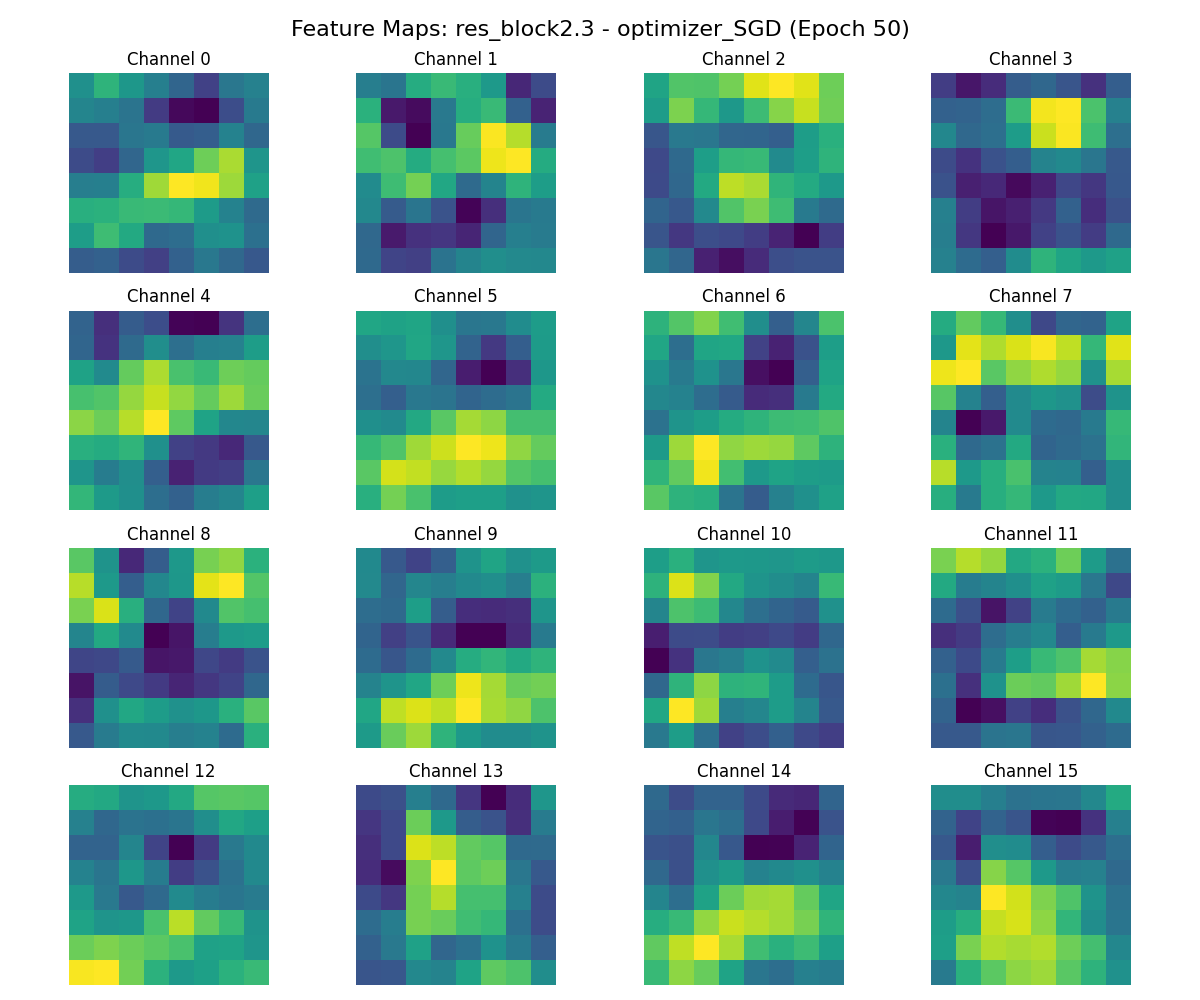 Feature Maps: res_block2.3 - optimizer_SGD (Epoch 50)
Channel 0
Channel 1
Channel 2
Channel 3
Channel 4
Channel 5
Channel 6
Channel 7
Channel 8
Channel 9
Channel 10
Channel 11
Channel 12
Channel 13
Channel 14
Channel 15